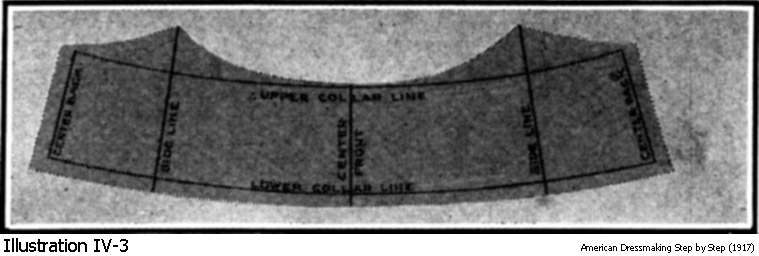 UPPER COLLAR LINE
CENTER BACK
SIDE LINE
CENTER
FRONT
SIDE LINE
CENTER BACK
LOWER COLLAR LINE
Illustration IV-3
American Dressmaking Step by Step (1917)